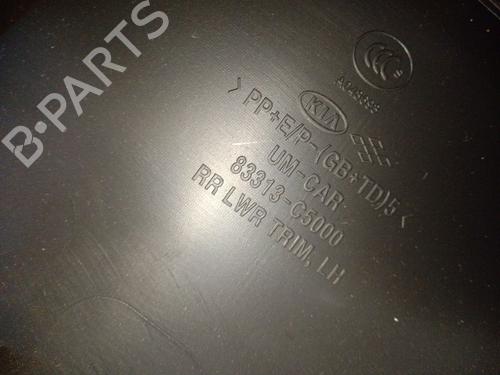 B-PARTS
KIA
>PP+E/P-(GB+TD)5<
UM-CAR
83313-C5000
RR LWR TRIM, LH